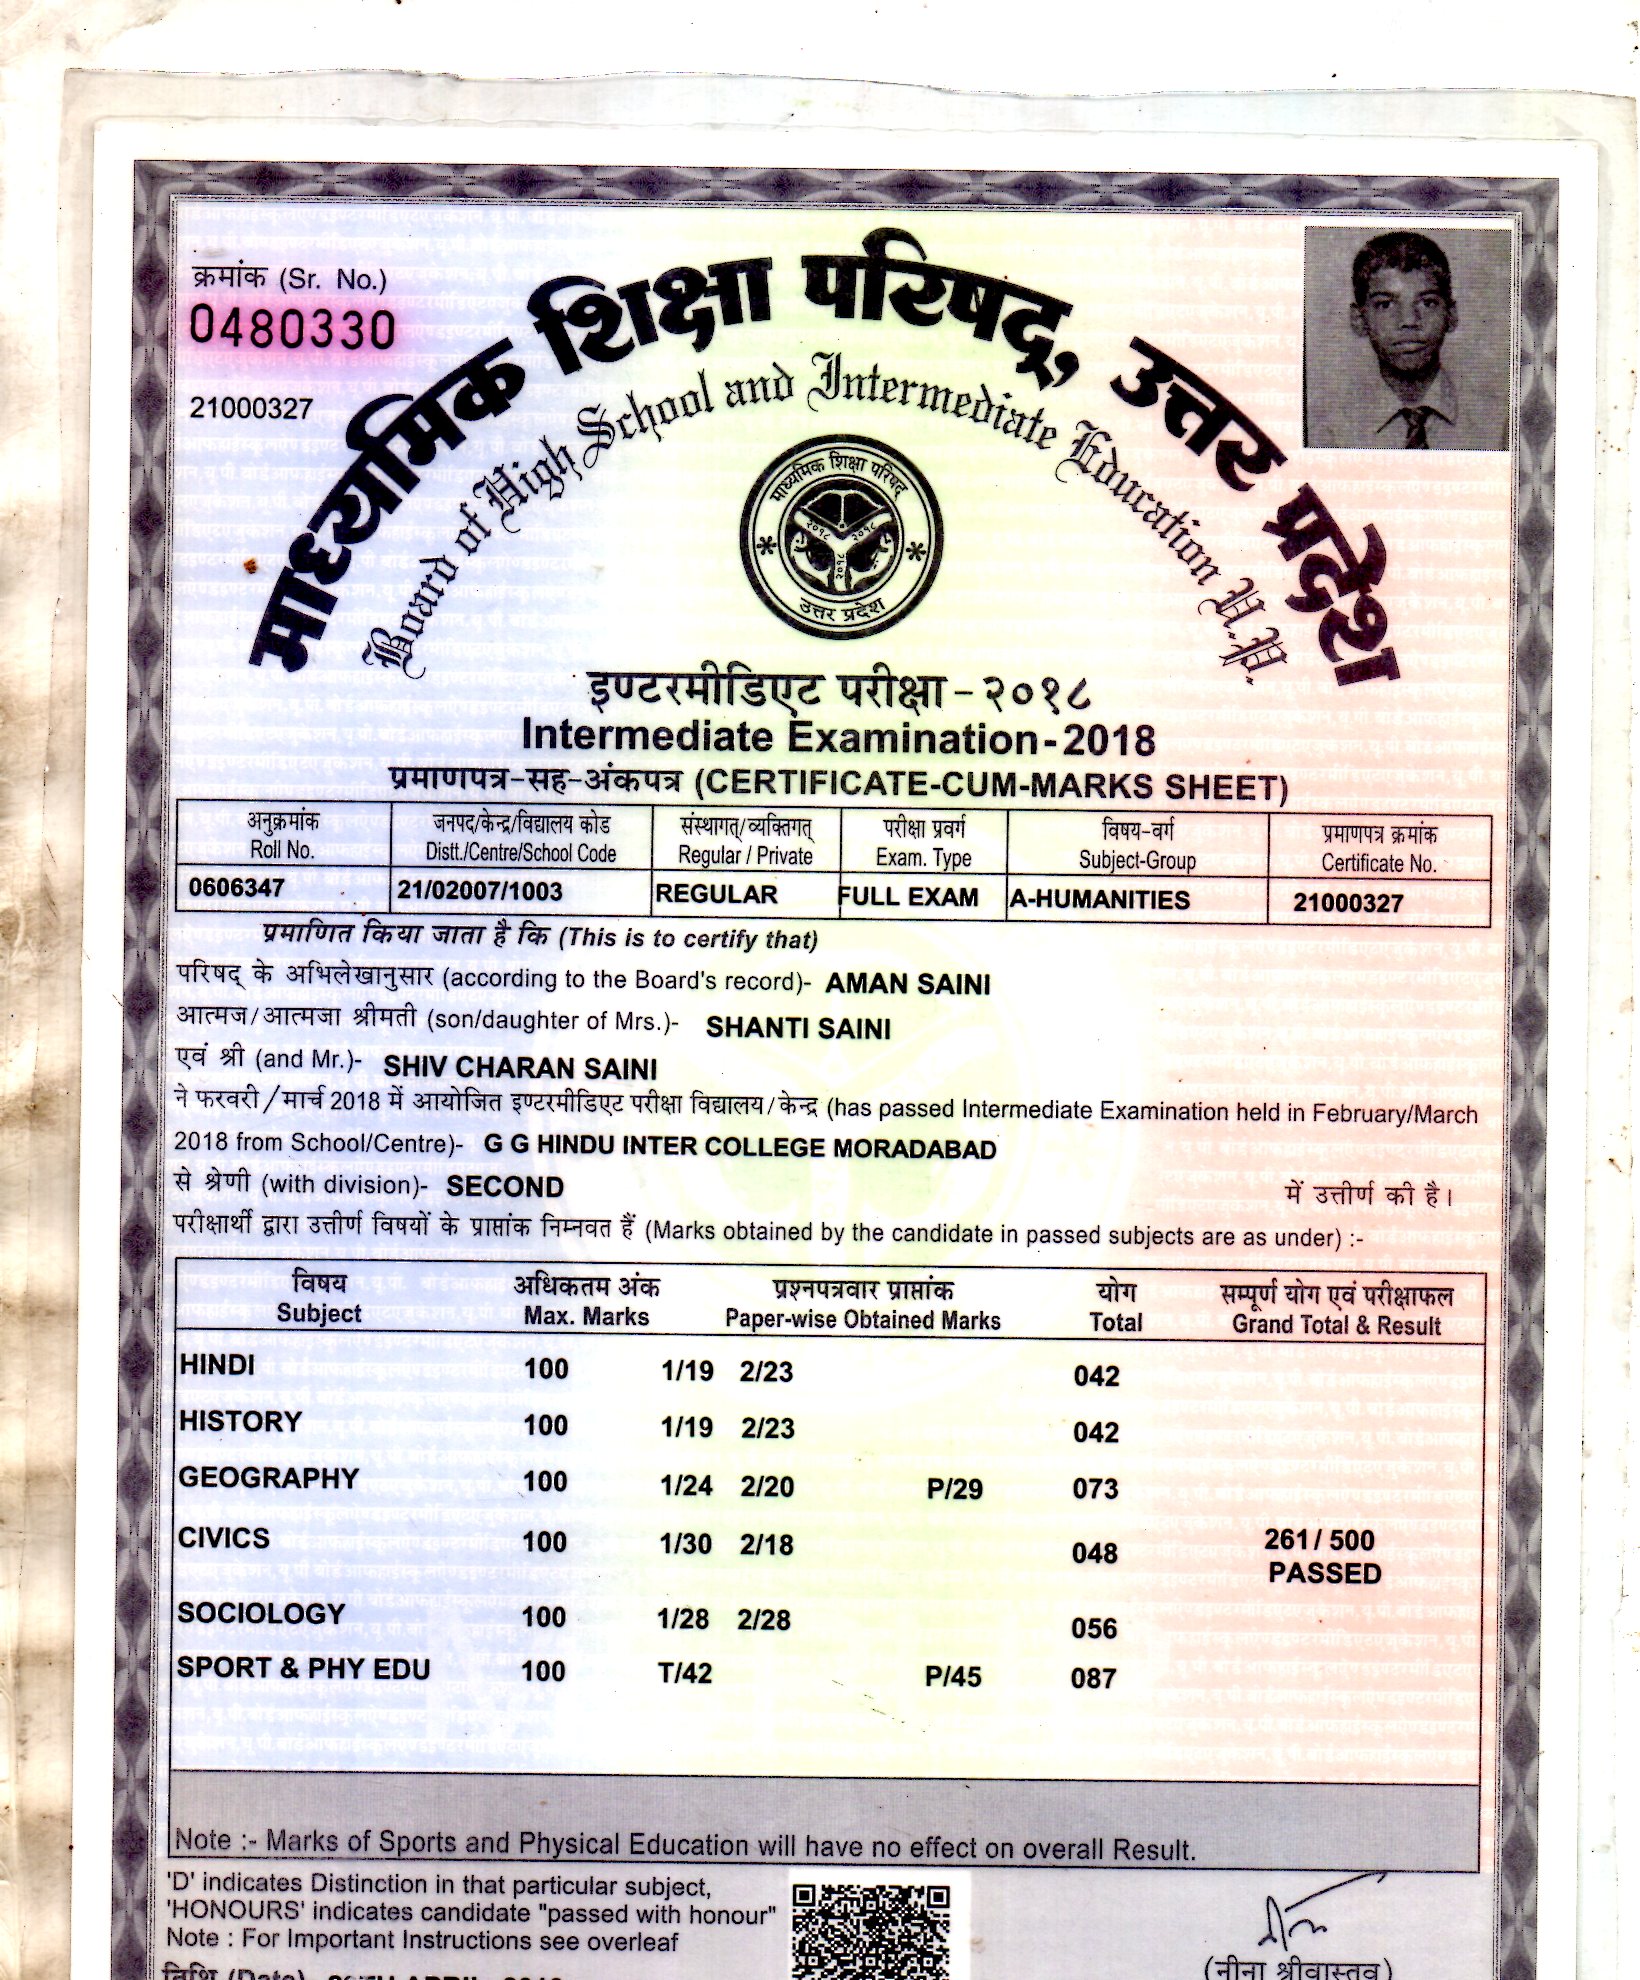 क्रमांक (Sr. No.)
0480330
21000327
माध्यमिक शिक्षा परिषद्, उत्तर प्रदेश
Board of High School and Intermediate Education U.P.
माध्यमिक शिक्षा परिषद्
२०१८ २०१८
२०१८
उत्तर प्रदेश
इण्टरमीडिएट परीक्षा - २०१८
Intermediate Examination - 2018
प्रमाणपत्र-सह-अंकपत्र (CERTIFICATE-CUM-MARKS SHEET)
अनुक्रमांक जनपद/केन्द्र/विद्यालय कोड संस्थागत्/व्यक्तिगत् परीक्षा प्रवर्ग विषय-वर्ग प्रमाणपत्र क्रमांक
Roll No. Distt./Centre/School Code Regular / Private Exam. Type Subject-Group Certificate No.
0606347 21/02007/1003 REGULAR FULL EXAM A-HUMANITIES 21000327
प्रमाणित किया जाता है कि (This is to certify that)
परिषद् के अभिलेखानुसार (according to the Board's record)- AMAN SAINI
आत्मज/आत्मजा श्रीमती (son/daughter of Mrs.)- SHANTI SAINI
एवं श्री (and Mr.)- SHIV CHARAN SAINI
ने फरवरी/मार्च 2018 में आयोजित इण्टरमीडिएट परीक्षा विद्यालय/केन्द्र (has passed Intermediate Examination held in February/March
2018 from School/Centre)- G G HINDU INTER COLLEGE MORADABAD
से श्रेणी (with division)- SECOND में उत्तीर्ण की है।
परीक्षार्थी द्वारा उत्तीर्ण विषयों के प्राप्तांक निम्नवत हैं (Marks obtained by the candidate in passed subjects are as under) :-
विषय अधिकतम अंक प्रश्नपत्रवार प्राप्तांक योग सम्पूर्ण योग एवं परीक्षाफल
Subject Max. Marks Paper-wise Obtained Marks Total Grand Total & Result
HINDI 100 1/19 2/23 042
HISTORY 100 1/19 2/23 042
GEOGRAPHY 100 1/24 2/20 P/29 073
CIVICS 100 1/30 2/18 048 261/ 500
PASSED
SOCIOLOGY 100 1/28 2/28 056
SPORT & PHY EDU 100 T/42 P/45 087
Note :- Marks of Sports and Physical Education will have no effect on overall Result.
'D' indicates Distinction in that particular subject,
'HONOURS' indicates candidate "passed with honour"
Note : For Important Instructions see overleaf
तिथि (Date)
(नीना श्रीवास्तव)